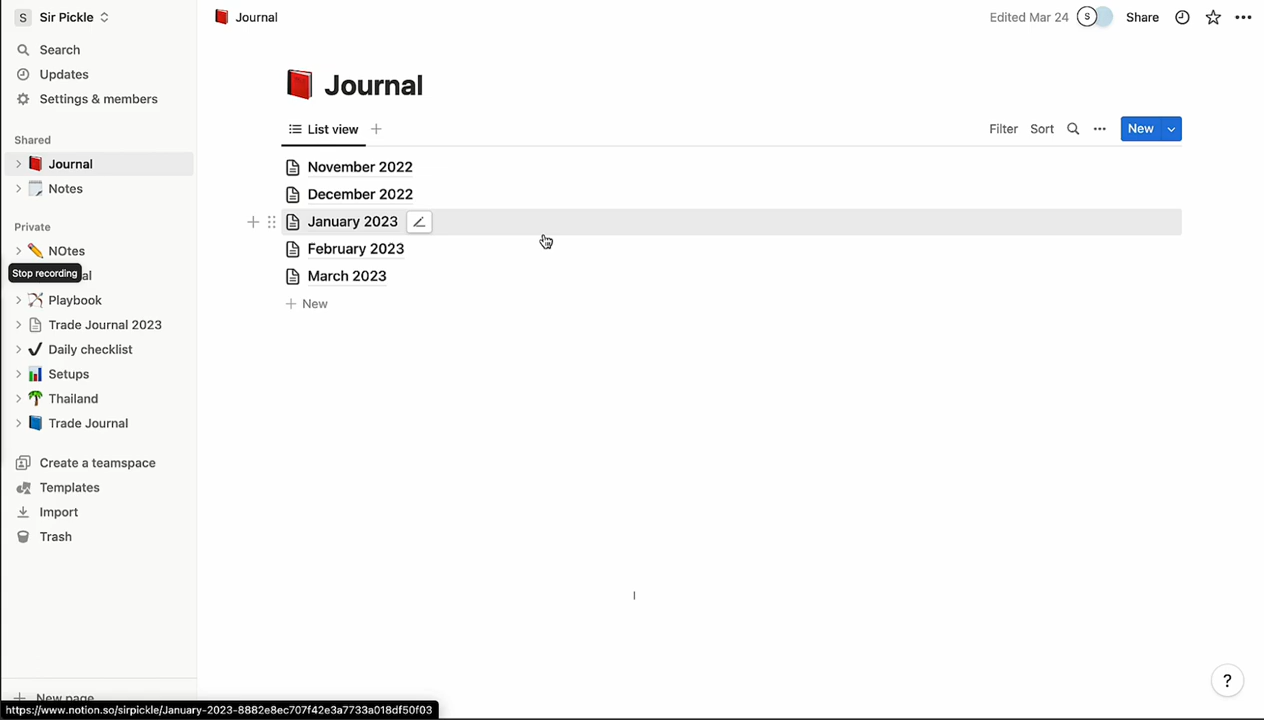 S Sir Pickle
Search
Updates
Settings & members
Shared
Journal
Notes
Private
NOtes
Stop recording
al
Playbook
Trade Journal 2023
Daily checklist
Setups
Thailand
Trade Journal
Create a teamspace
Templates
Import
Trash
New page
https://www.notion.so/sirpickle/January-2023-8882e8ec707f42e3a7733a018df50f03
Journal
Edited Mar 24
S
Share
Journal
List view
Filter
Sort
New
November 2022
December 2022
January 2023
February 2023
March 2023
New
?